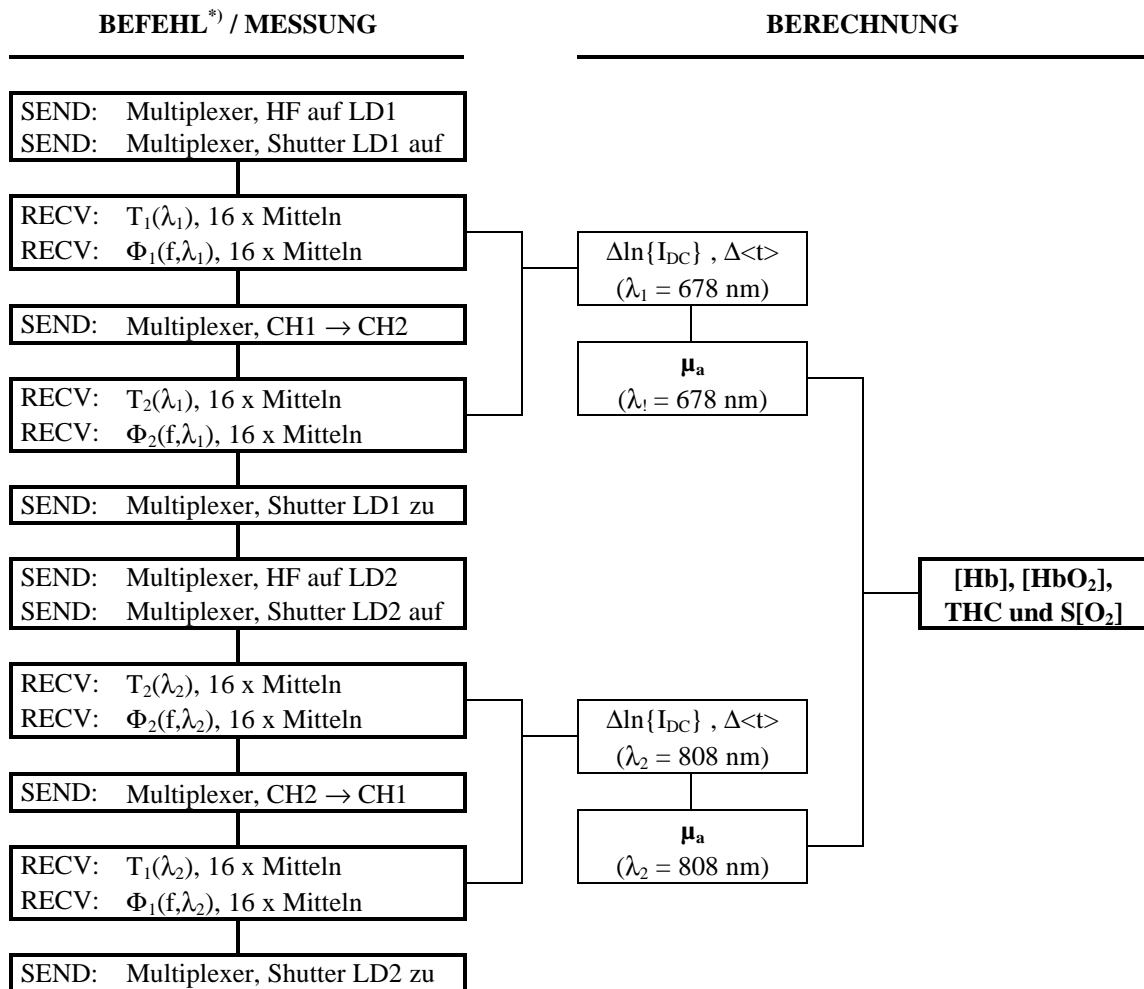 BEFEHL*) / MESSUNG
BERECHNUNG
SEND: Multiplexer, HF auf LD1
SEND: Multiplexer, Shutter LD1 auf
RECV: T₁(λ₁), 16 x Mitteln
RECV: Φ₁(f,λ₁), 16 x Mitteln
SEND: Multiplexer, CH1 → CH2
RECV: T₂(λ₁), 16 x Mitteln
RECV: Φ₂(f,λ₁), 16 x Mitteln
SEND: Multiplexer, Shutter LD1 zu
SEND: Multiplexer, HF auf LD2
SEND: Multiplexer, Shutter LD2 auf
RECV: T₂(λ₂), 16 x Mitteln
RECV: Φ₂(f,λ₂), 16 x Mitteln
SEND: Multiplexer, CH2 → CH1
RECV: T₁(λ₂), 16 x Mitteln
RECV: Φ₁(f,λ₂), 16 x Mitteln
SEND: Multiplexer, Shutter LD2 zu
Δln{I_DC} , Δ<t>
(λ₁ = 678 nm)
μₐ
(λ_! = 678 nm)
Δln{I_DC} , Δ<t>
(λ₂ = 808 nm)
μₐ
(λ₂ = 808 nm)
[Hb], [HbO₂],
THC und S[O₂]